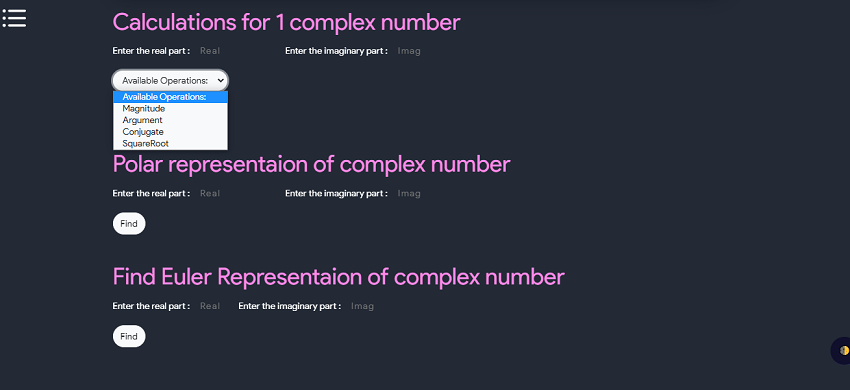 Calculations for 1 complex number
Enter the real part : Real Enter the imaginary part : Imag
Available Operations:
Available Operations:
Magnitude
Argument
Conjugate
SquareRoot
Polar representaion of complex number
Enter the real part : Real Enter the imaginary part : Imag
Find
Find Euler Representaion of complex number
Enter the real part : Real Enter the imaginary part : Imag
Find